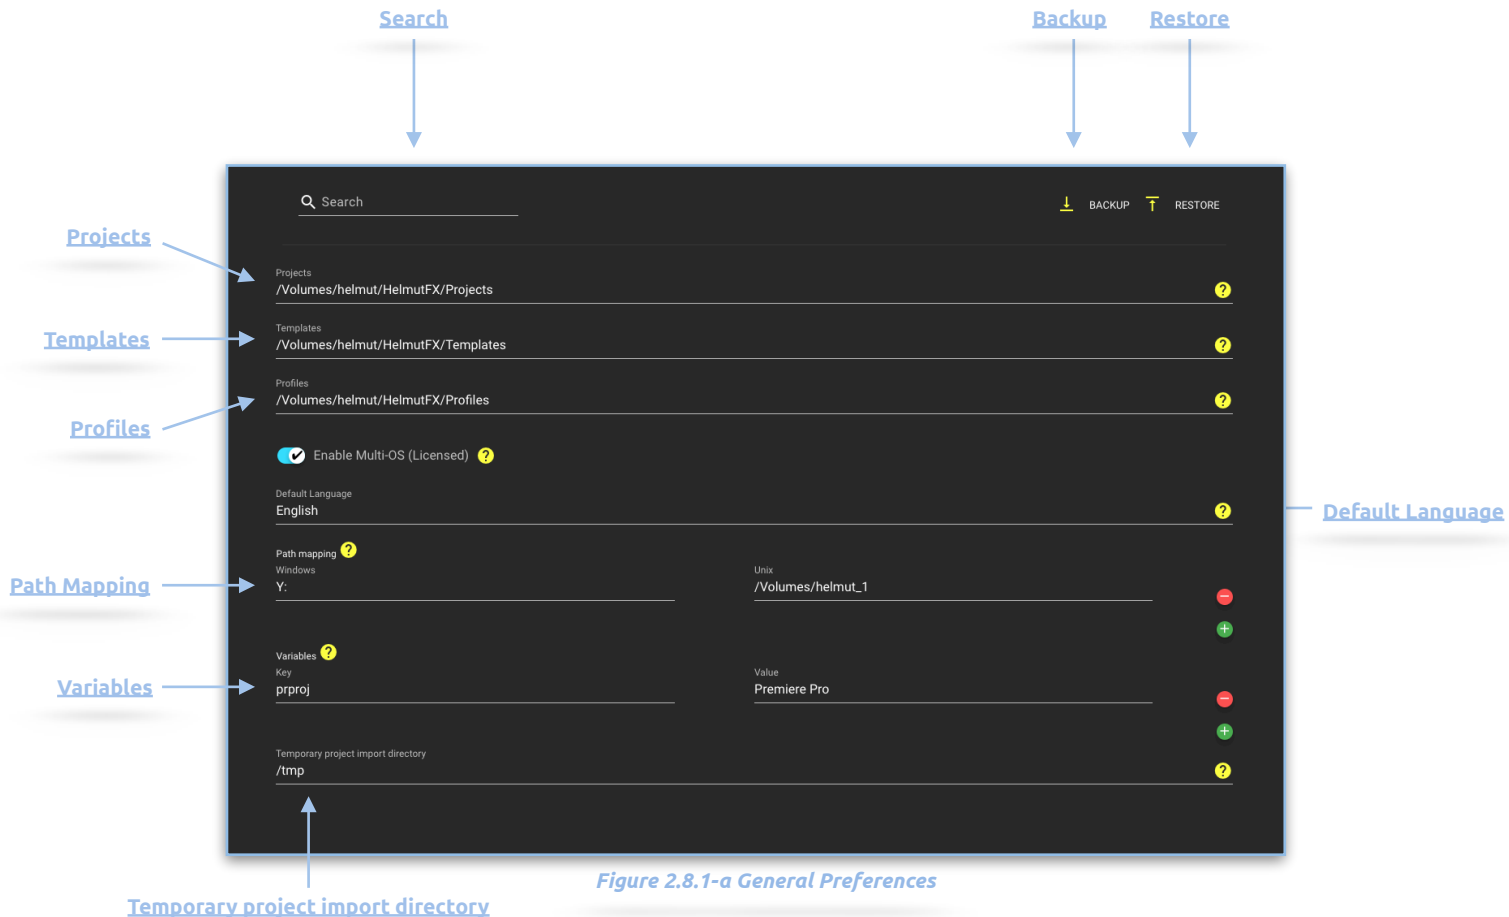 Search
Backup Restore
Search
BACKUP RESTORE
Projects
Projects
/Volumes/helmut/HelmutFX/Projects
Templates
Templates
/Volumes/helmut/HelmutFX/Templates
Profiles
Profiles
/Volumes/helmut/HelmutFX/Profiles
Enable Multi-OS (Licensed)
Default Language
English
Default Language
Path mapping
Windows Unix
Path Mapping
Y: /Volumes/helmut_1
Variables
Key Value
Variables
prproj Premiere Pro
Temporary project import directory
/tmp
Figure 2.8.1-a General Preferences
Temporary project import directory